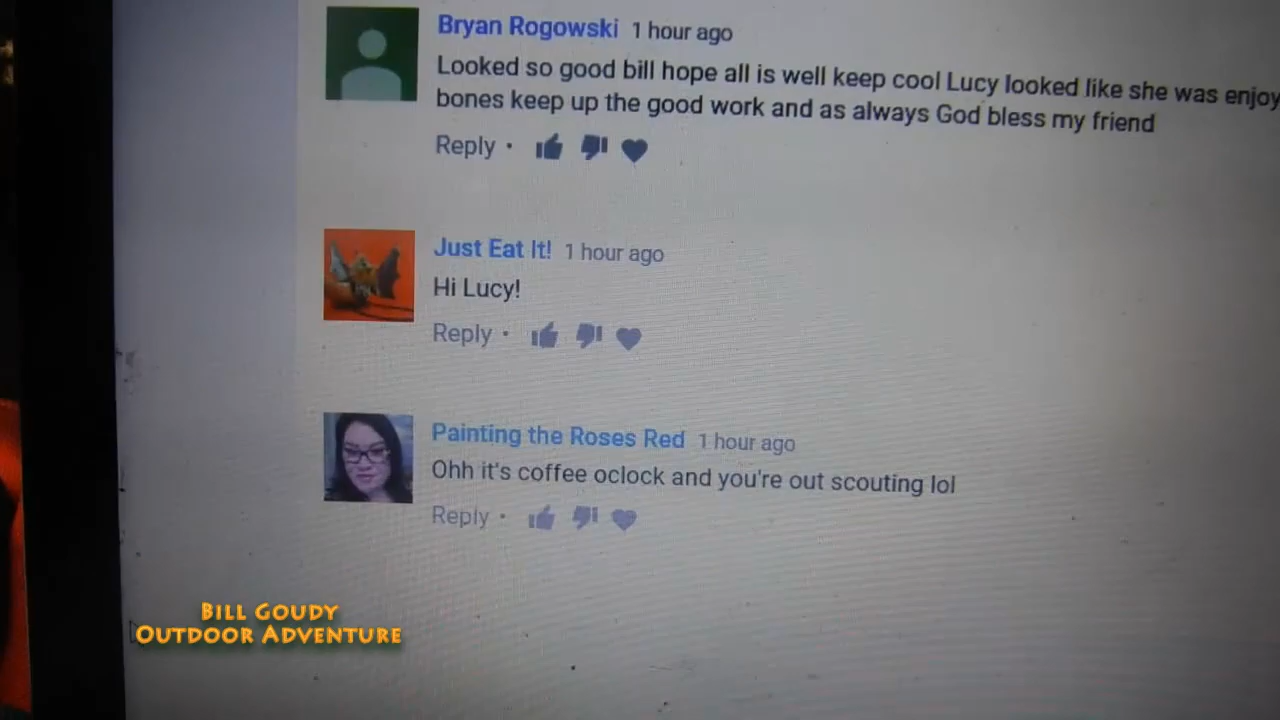 Bryan Rogowski 1 hour ago
Looked so good bill hope all is well keep cool Lucy looked like she was enjoy
bones keep up the good work and as always God bless my friend
Reply •
Just Eat It! 1 hour ago
Hi Lucy!
Reply •
Painting the Roses Red 1 hour ago
Ohh it's coffee oclock and you're out scouting lol
Reply •
Bill Goudy
Outdoor Adventure